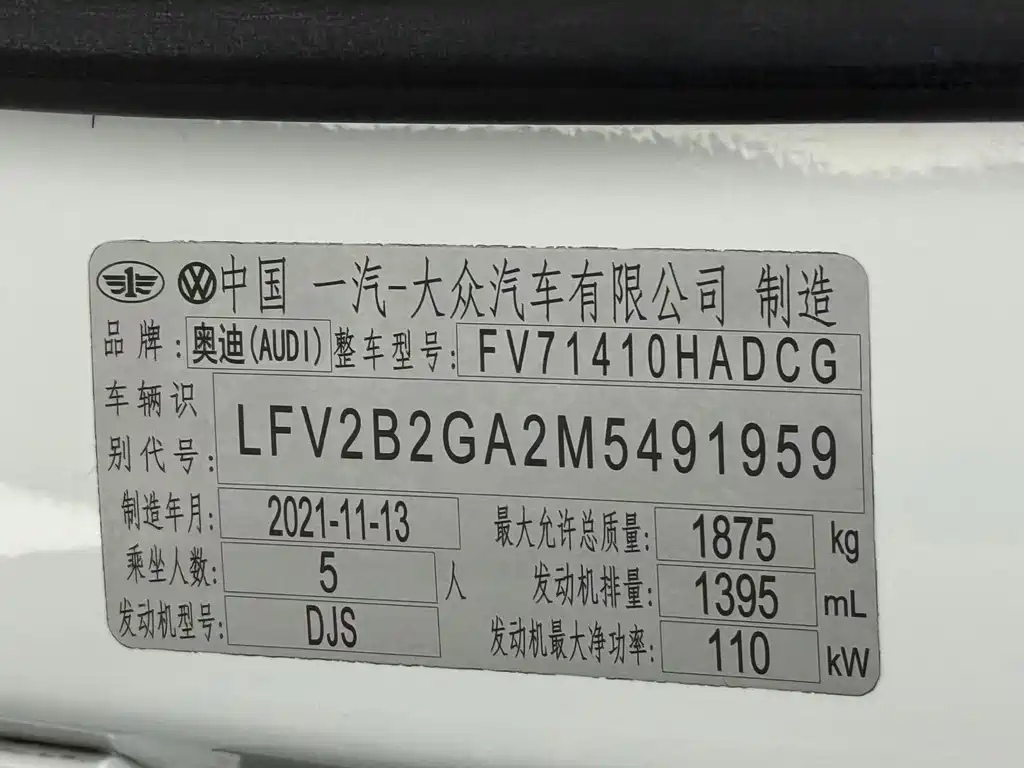 中国 一汽-大众汽车有限公司 制造
品牌: 奥迪(AUDI) 整车型号: FV71410HADCG
车辆识
别代号: LFV2B2GA2M5491959
制造年月: 2021-11-13 最大允许总质量: 1875 kg
乘坐人数: 5 人 发动机排量: 1395 mL
发动机型号: DJS 发动机最大净功率: 110 kW